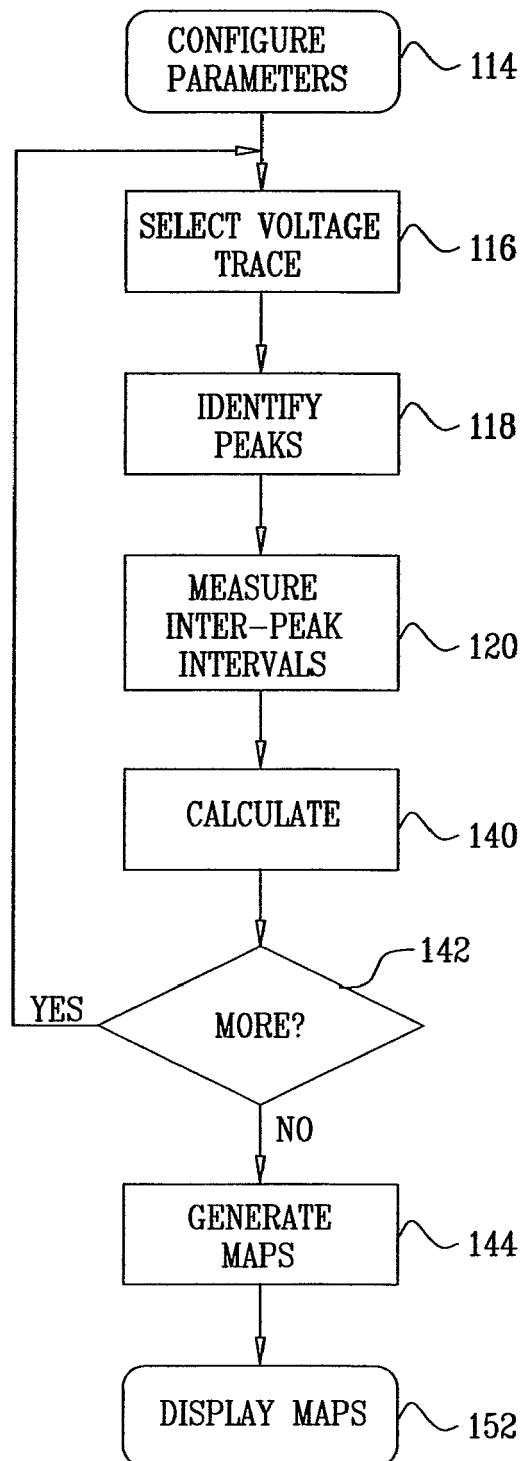 CONFIGURE
PARAMETERS
114
SELECT VOLTAGE
TRACE
116
IDENTIFY
PEAKS
118
MEASURE
INTER-PEAK
INTERVALS
120
CALCULATE
140
142
YES
MORE?
NO
GENERATE
MAPS
144
DISPLAY MAPS
152